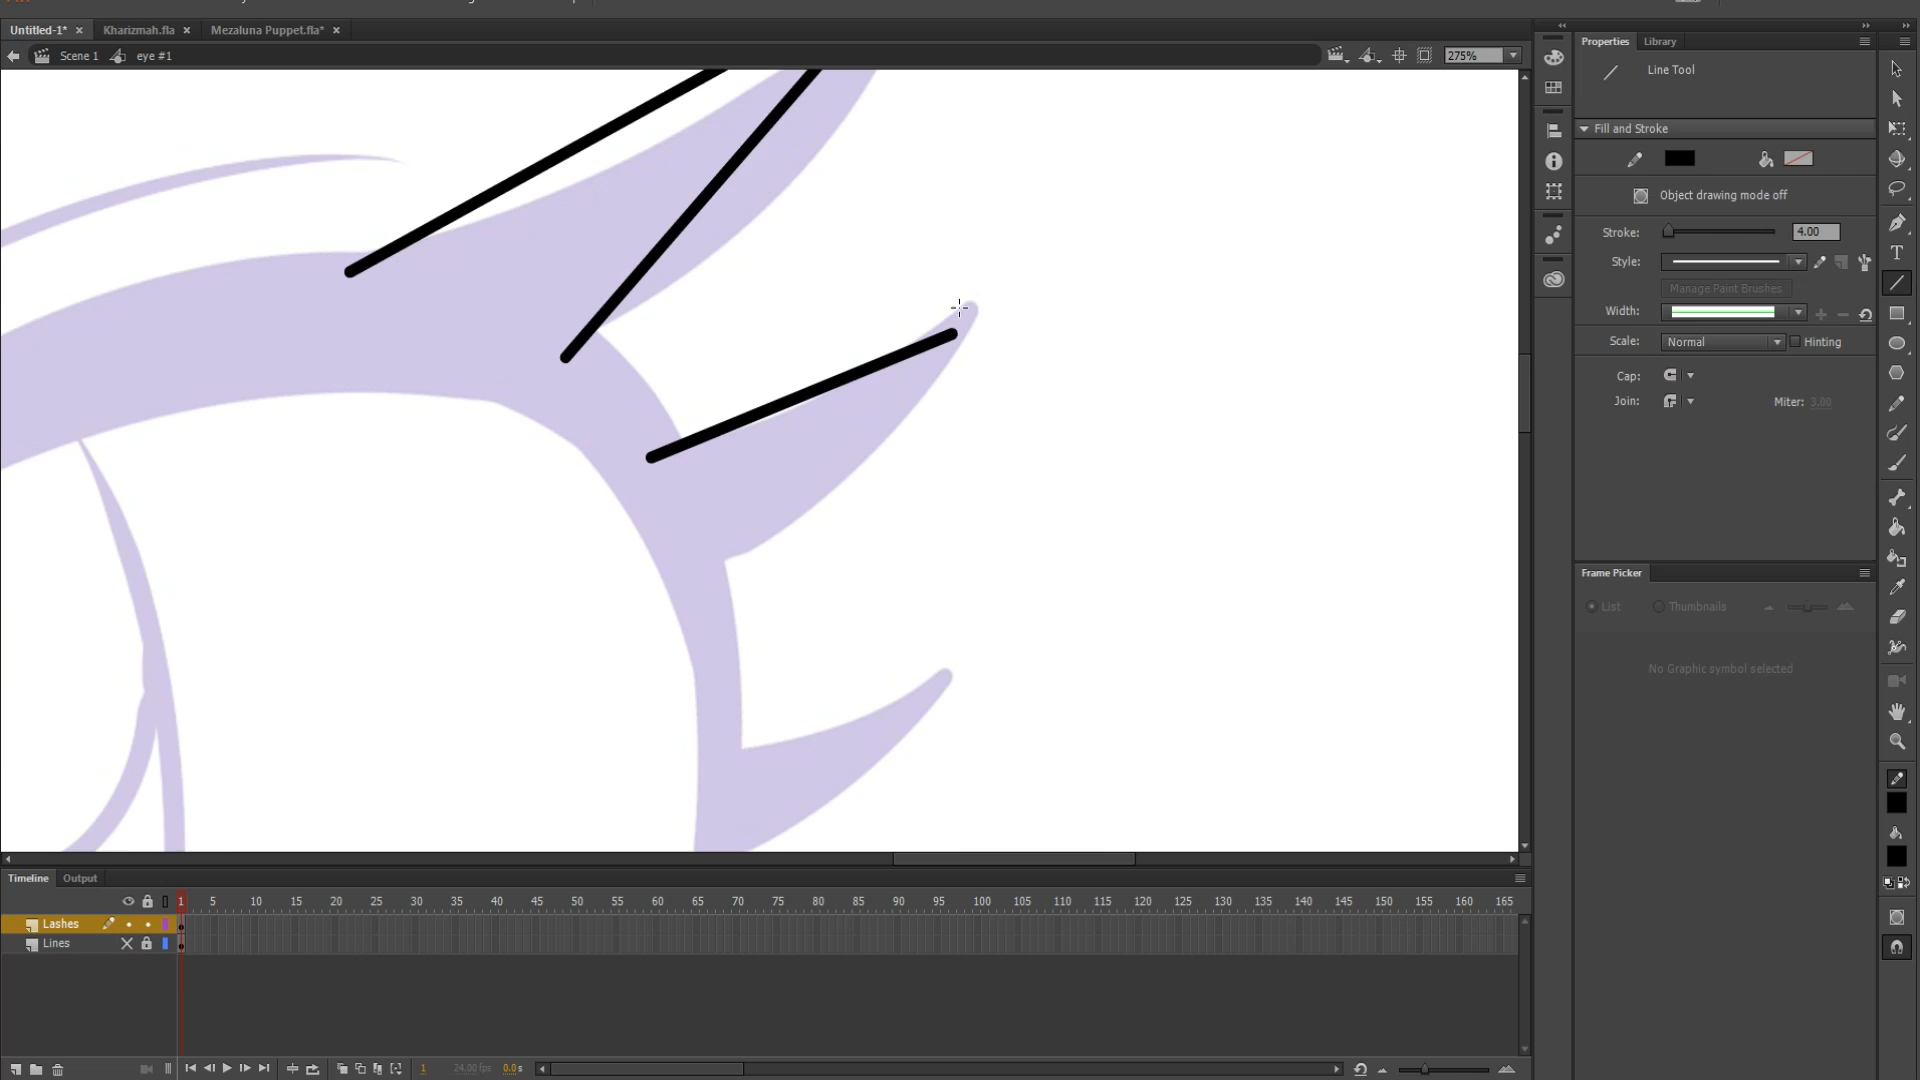 Untitled-1* × Kharizmah.fla × Mezaluna Puppet.fla* ×
Scene 1 eye #1 275%
Properties Library
Line Tool
Fill and Stroke
Object drawing mode off
Stroke: 4.00
Style:
Manage Paint Brushes
Width:
Scale: Normal Hinting
Cap:
Join: Miter: 3.00
Frame Picker
List Thumbnails
No Graphic symbol selected
Timeline Output
1 5 10 15 20 25 30 35 40 45 50 55 60 65 70 75 80 85 90 95 100 105 110 115 120 125 130 135 140 145 150 155 160 165
Lashes
Lines
1 24.00 fps 0.0 s